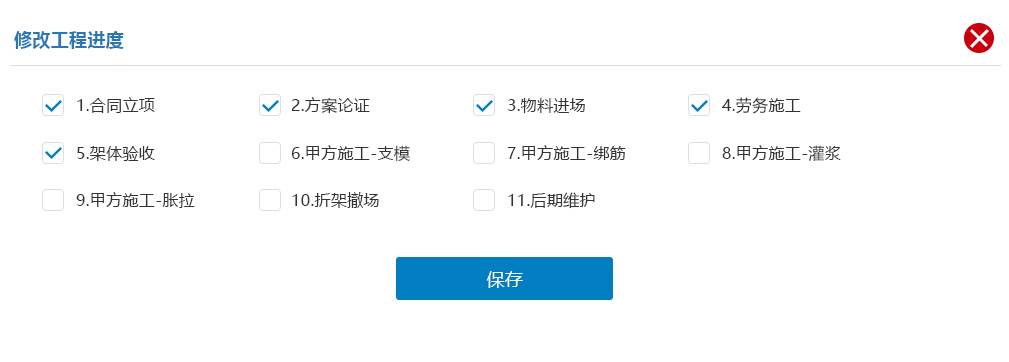 修改工程进度
1.合同立项 2.方案论证 3.物料进场 4.劳务施工
5.架体验收 6.甲方施工-支模 7.甲方施工-绑筋 8.甲方施工-灌浆
9.甲方施工-胀拉 10.折架撤场 11.后期维护
保存